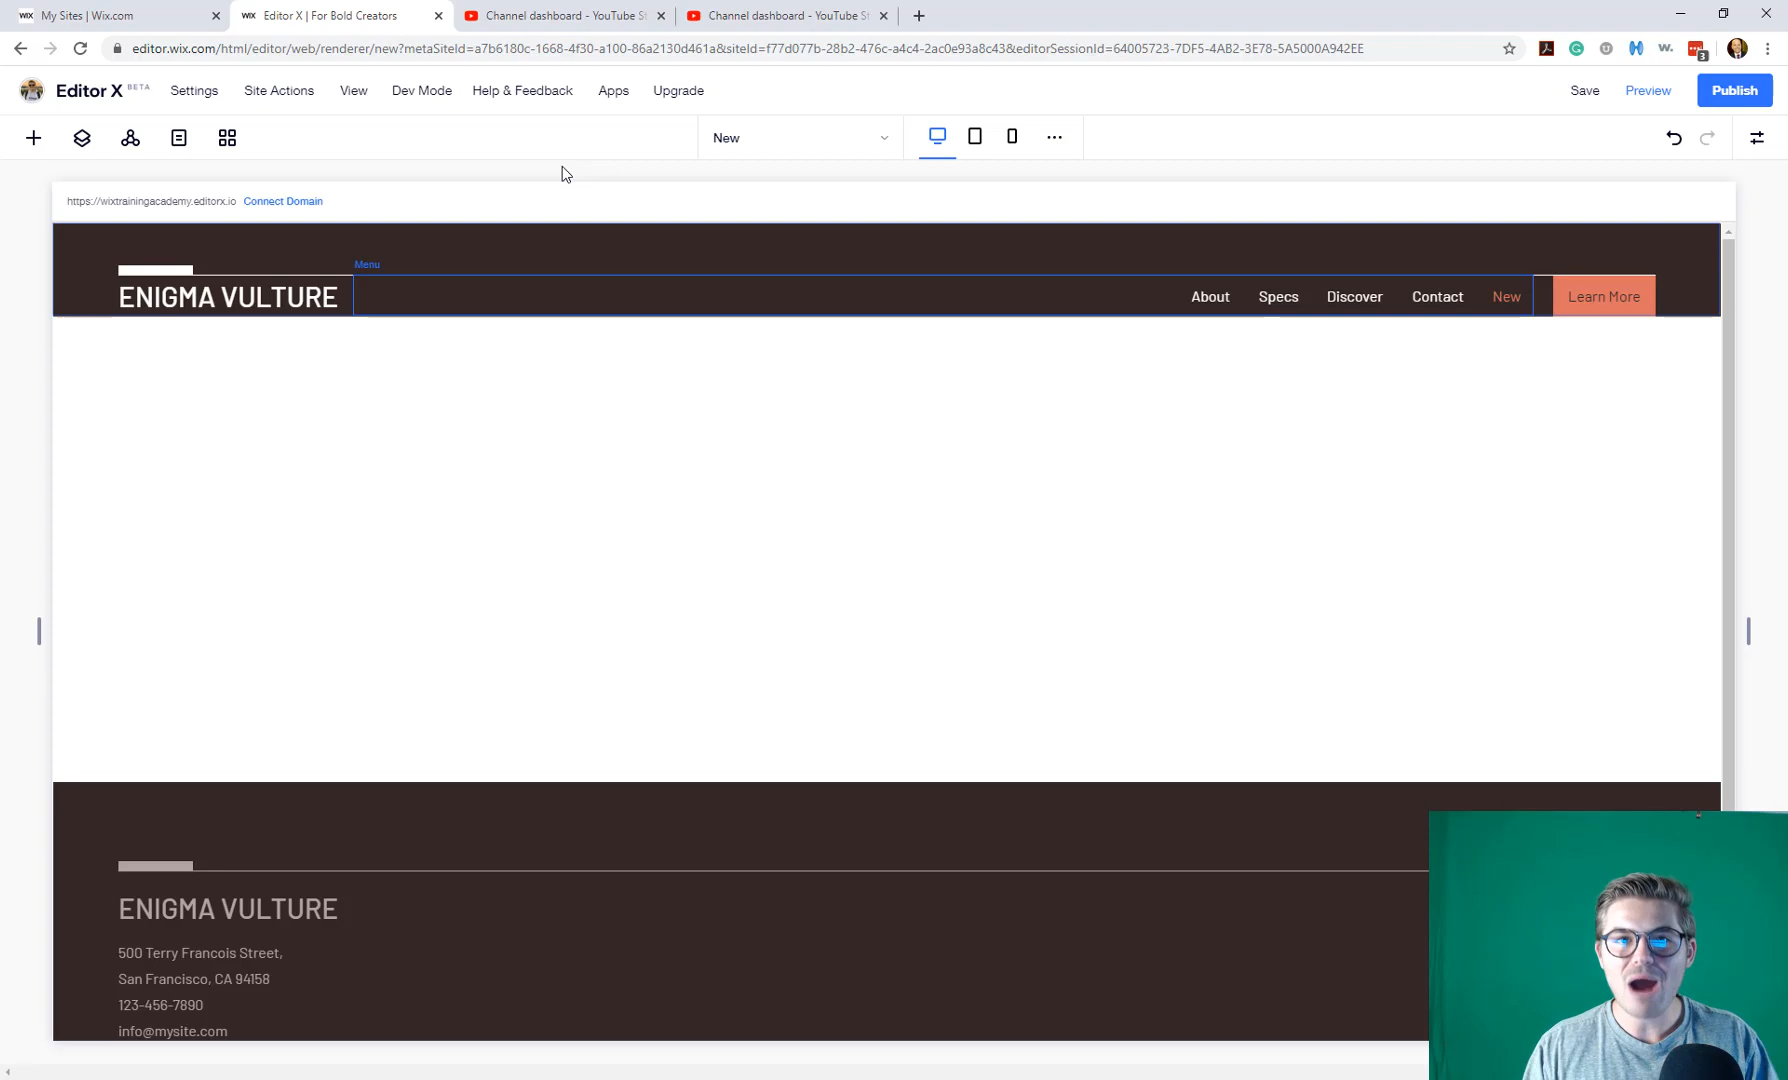 WIX My Sites | Wix.com
WIX Editor X | For Bold Creators
Channel dashboard - YouTube St
Channel dashboard - YouTube St
editor.wix.com/html/editor/web/renderer/new?metaSiteId=a7b6180c-1668-4f30-a100-86a2130d461a&siteId=f77d077b-28b2-476c-a4c4-2ac0e93a8c43&editorSessionId=64005723-7DF5-4AB2-3E78-5A5000A942EE
w. 3
Editor X BETA Settings Site Actions View Dev Mode Help & Feedback Apps Upgrade Save Preview Publish
New
https://wixtrainingacademy.editorx.io Connect Domain
Menu
ENIGMA VULTURE About Specs Discover Contact New Learn More
ENIGMA VULTURE
500 Terry Francois Street,
San Francisco, CA 94158
123-456-7890
info@mysite.com